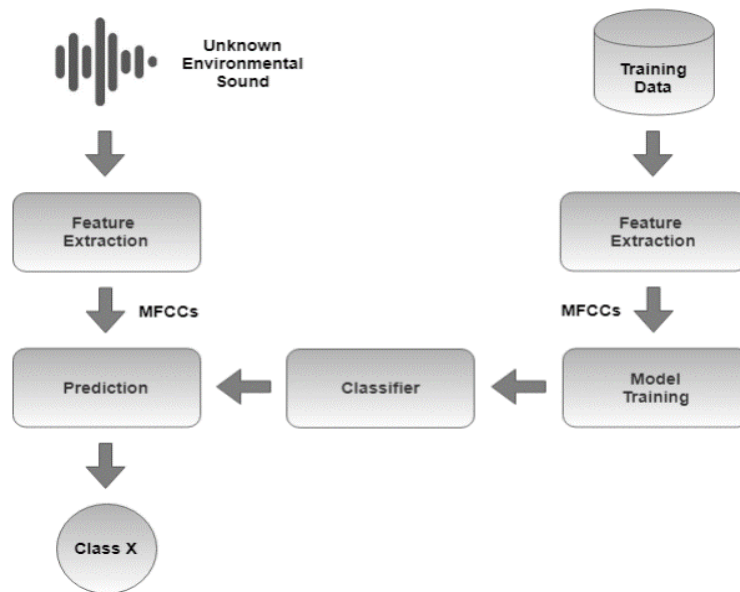 Unknown
Environmental
Sound
Training
Data
Feature
Extraction
Feature
Extraction
MFCCs
MFCCs
Prediction
Classifier
Model
Training
Class X